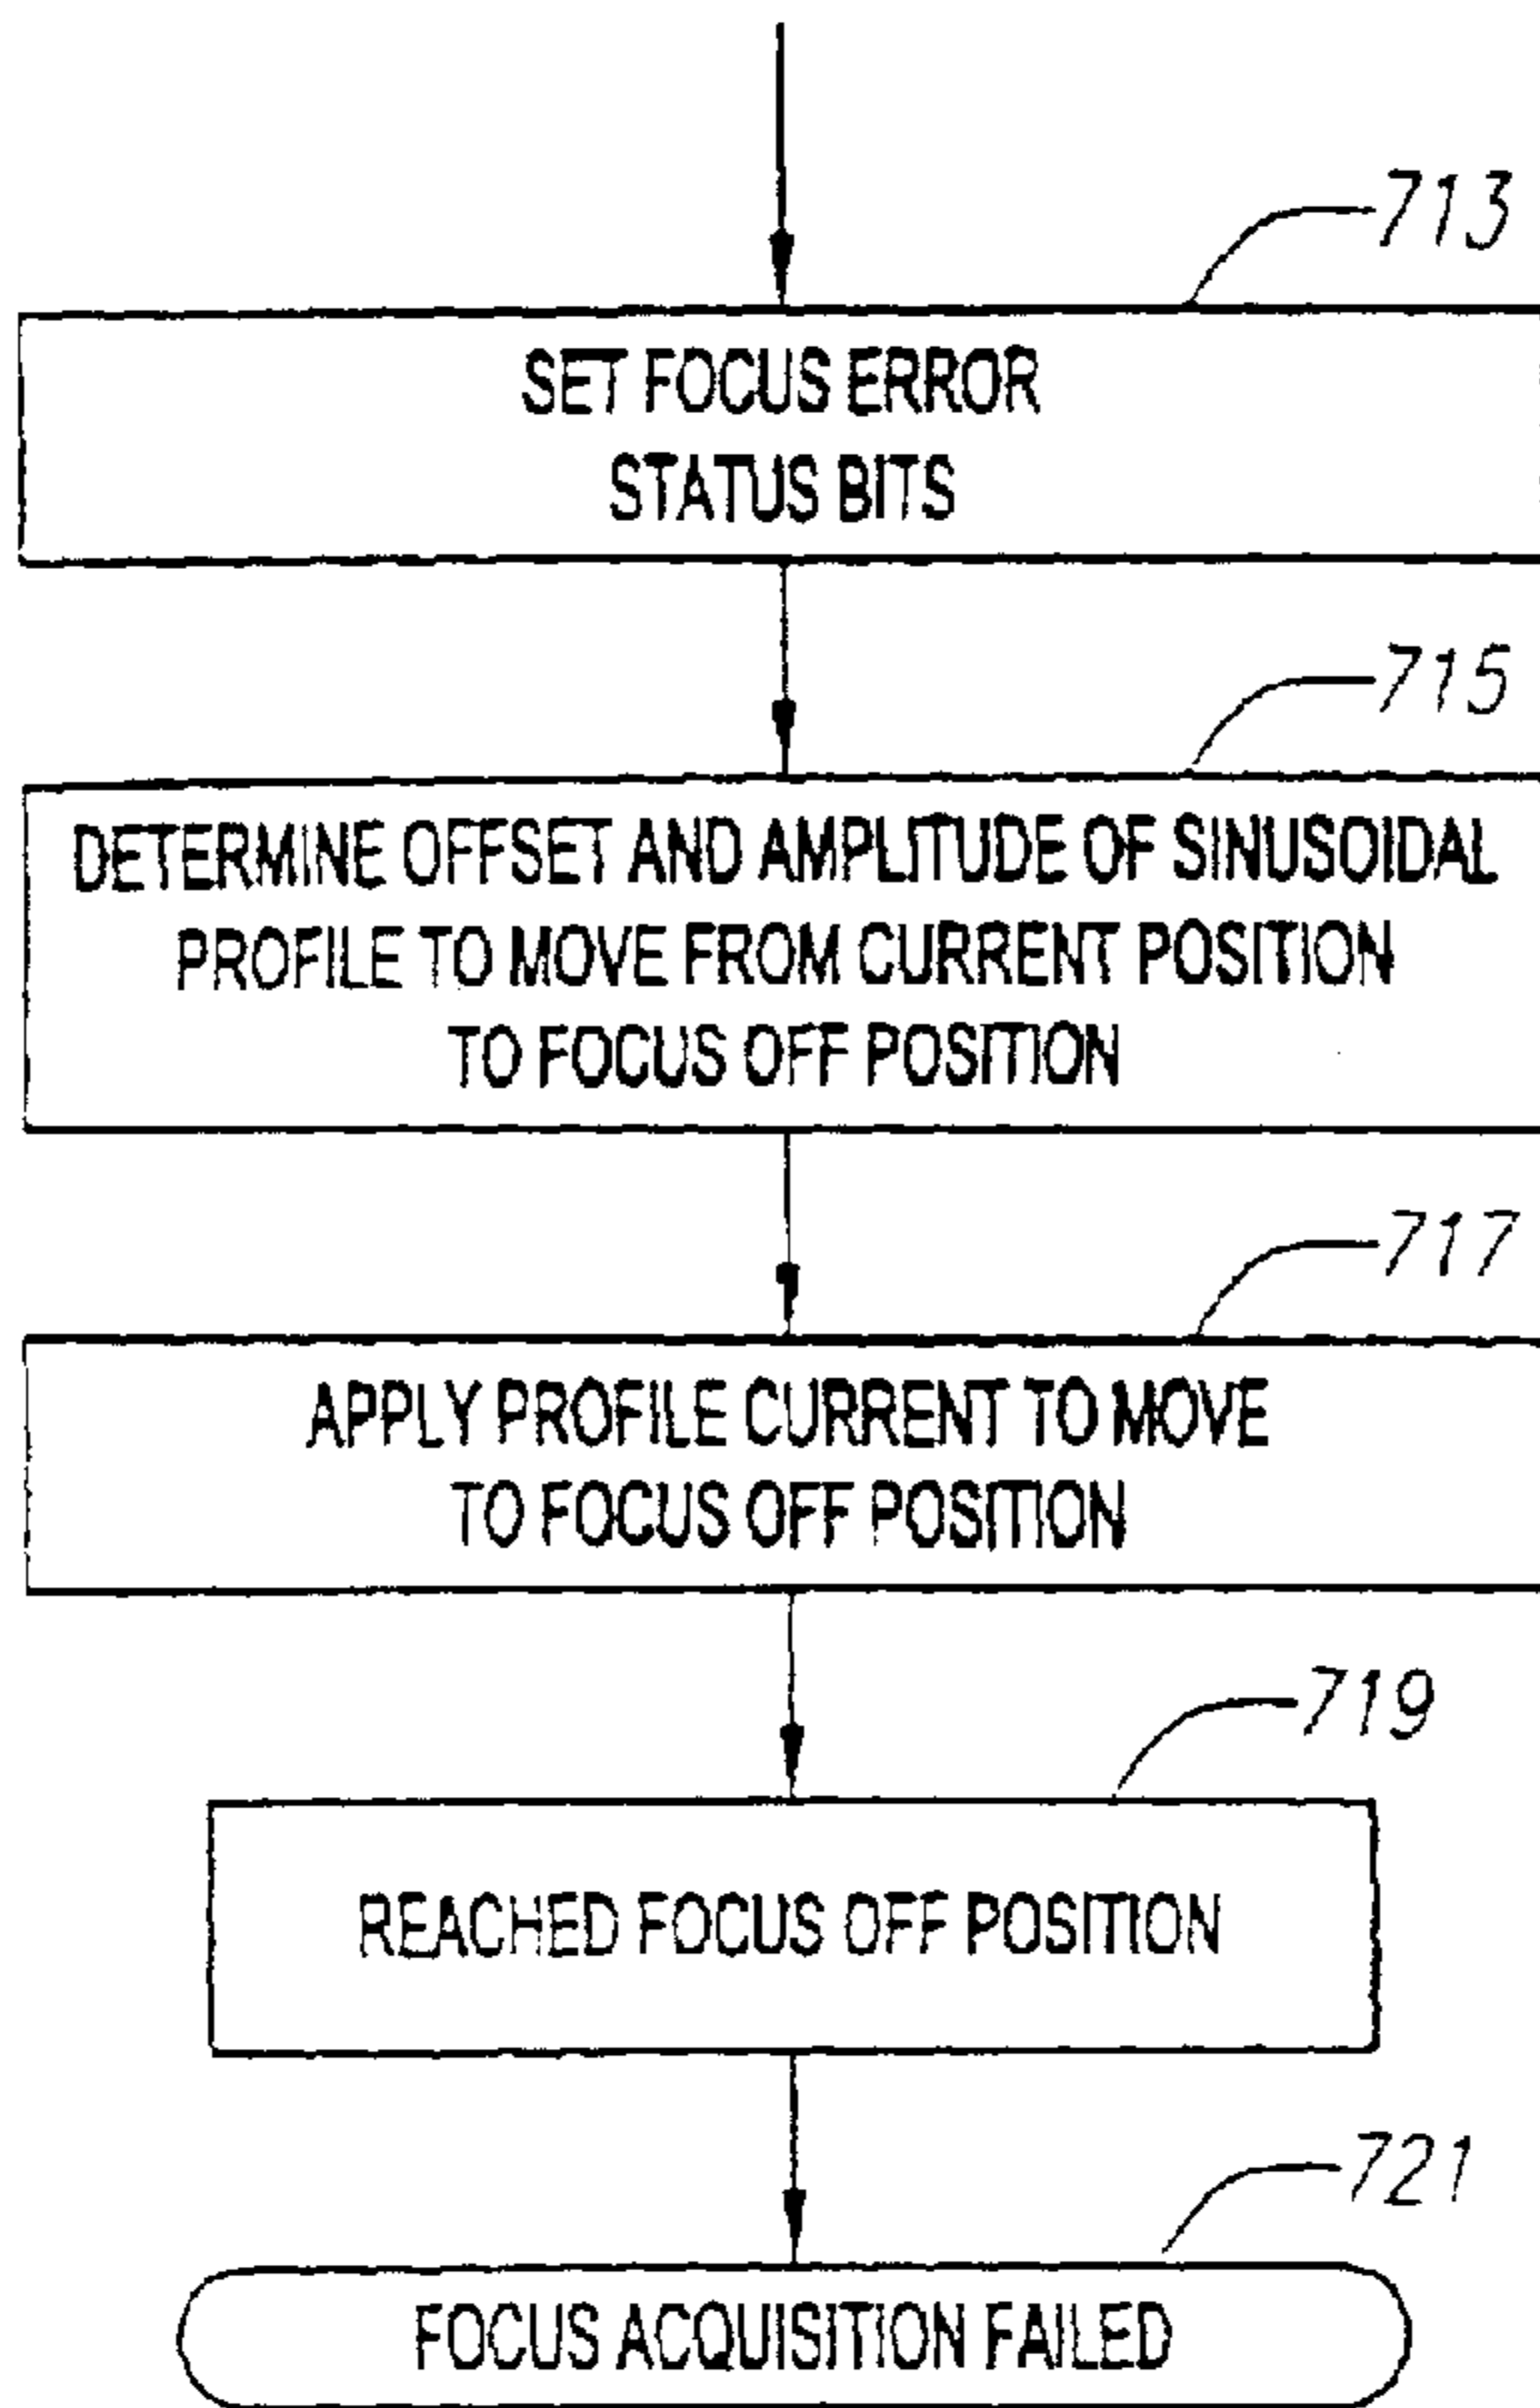 713
SET FOCUS ERROR
STATUS BITS
715
DETERMINE OFFSET AND AMPLITUDE OF SINUSOIDAL
PROFILE TO MOVE FROM CURRENT POSITION
TO FOCUS OFF POSITION
717
APPLY PROFILE CURRENT TO MOVE
TO FOCUS OFF POSITION
719
REACHED FOCUS OFF POSITION
721
FOCUS ACQUISITION FAILED